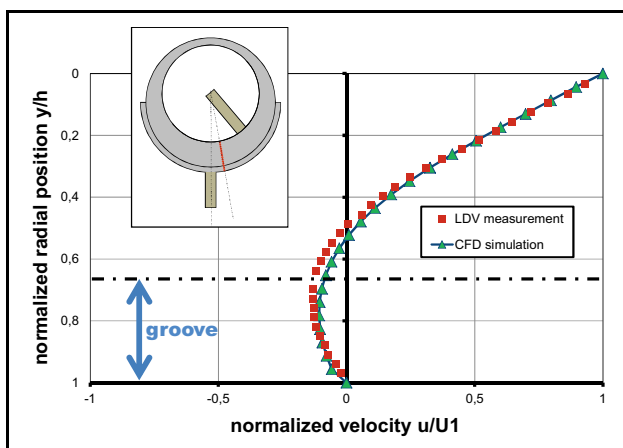 normalized radial position y/h
0
0,2
0,4
0,6
0,8
1
LDV measurement
CFD simulation
groove
-1
-0,5
0
0,5
1
normalized velocity u/U1